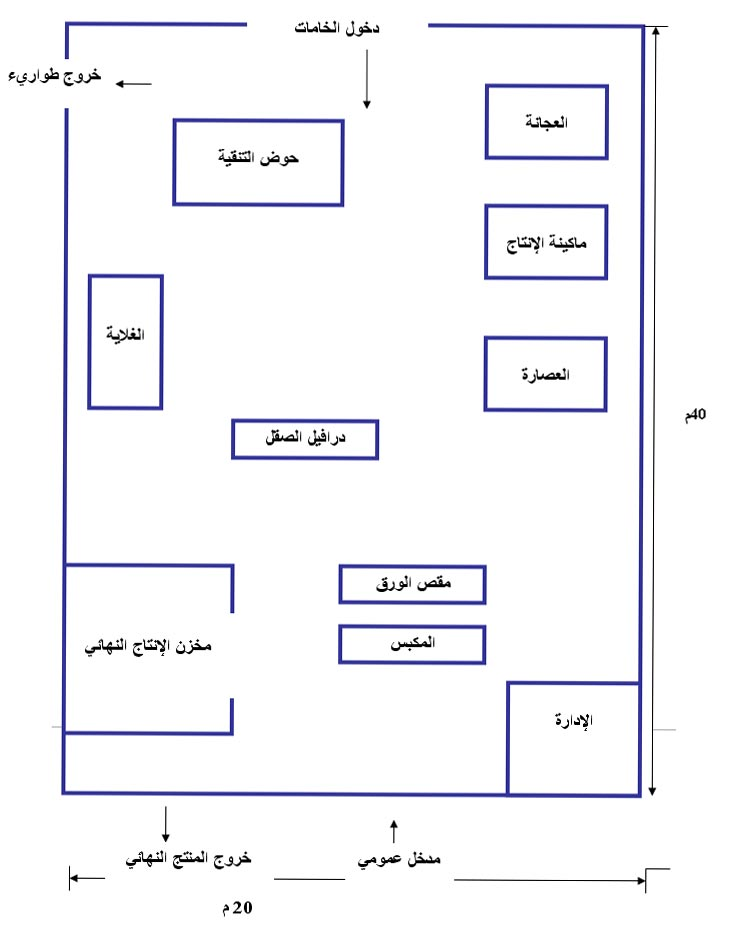 دخول الخامات
خروج طواريء
العجانة
حوض التنقية
ماكينة الإنتاج
الغلاية
العصارة
40م
درافيل الصقل
مقص الورق
المكبس
مخزن الإنتاج النهائي
الإدارة
مدخل عمومي
خروج المنتج النهائي
20 م